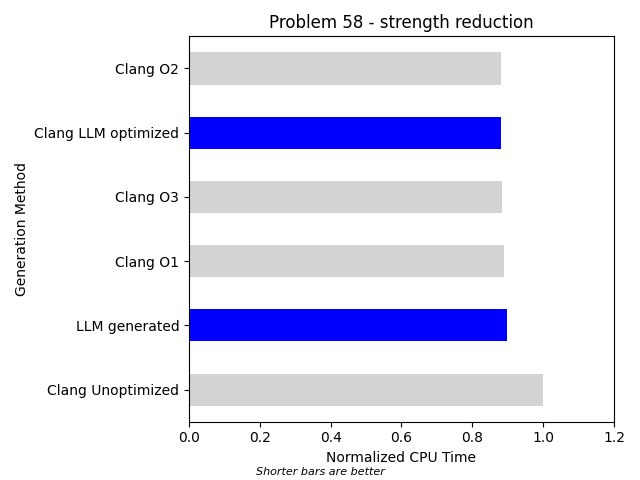 Problem 58 - strength reduction
Clang O2
Clang LLM optimized
Clang O3
Clang O1
LLM generated
Clang Unoptimized
Generation Method
0.0 0.2 0.4 0.6 0.8 1.0 1.2
Normalized CPU Time
Shorter bars are better